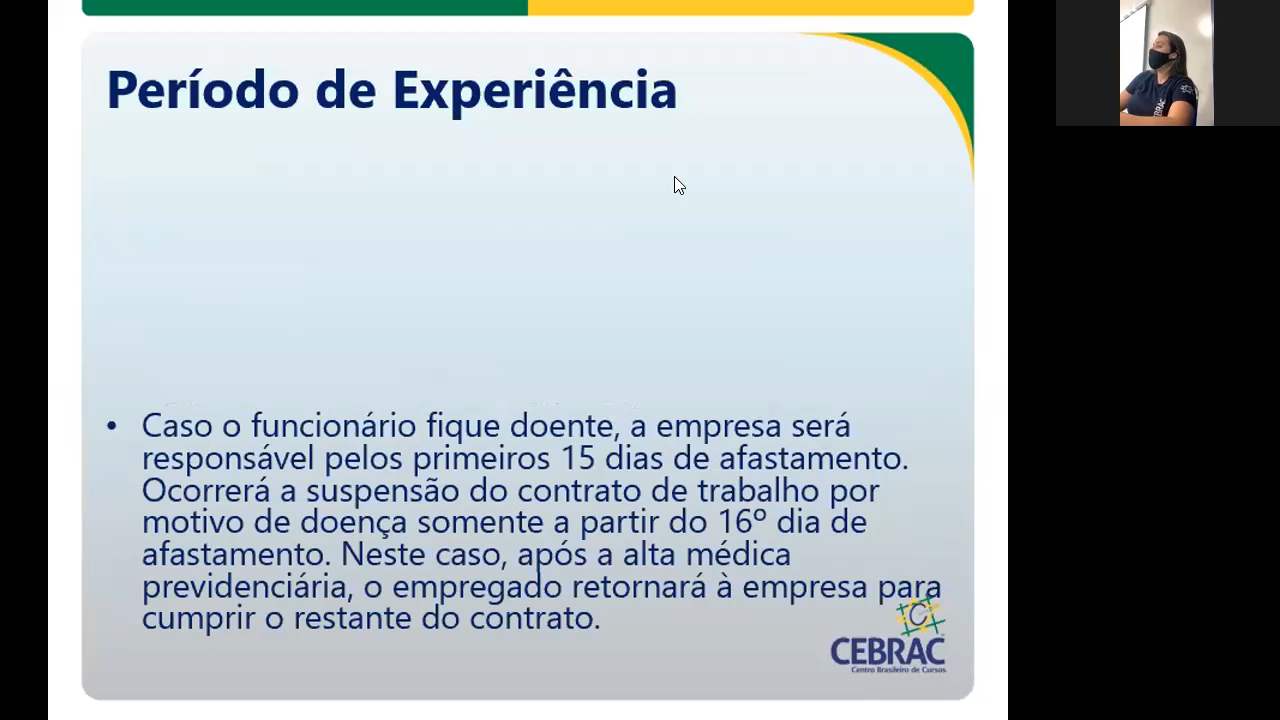 Período de Experiência
• Caso o funcionário fique doente, a empresa será
responsável pelos primeiros 15 dias de afastamento.
Ocorrerá a suspensão do contrato de trabalho por
motivo de doença somente a partir do 16º dia de
afastamento. Neste caso, após a alta médica
previdenciária, o empregado retornará à empresa para
cumprir o restante do contrato.
CEBRAC
Centro Brasileiro de Cursos
CEBRAC